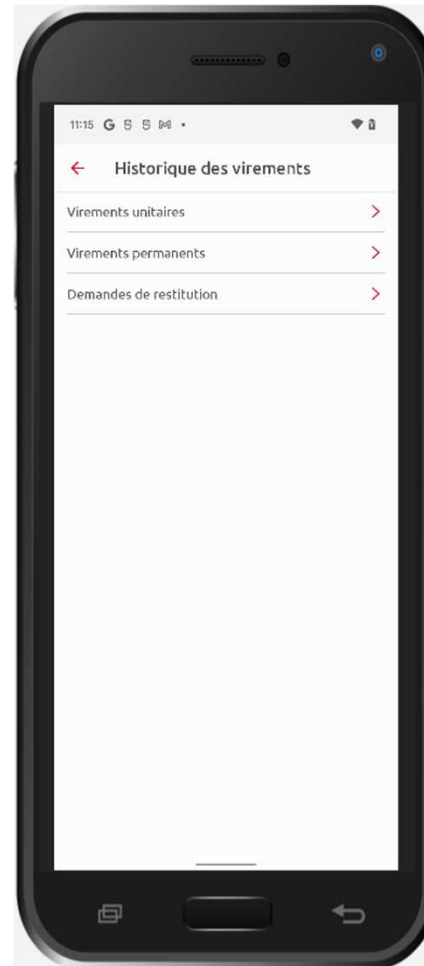 11:15 G
Historique des virements
Virements unitaires
Virements permanents
Demandes de restitution